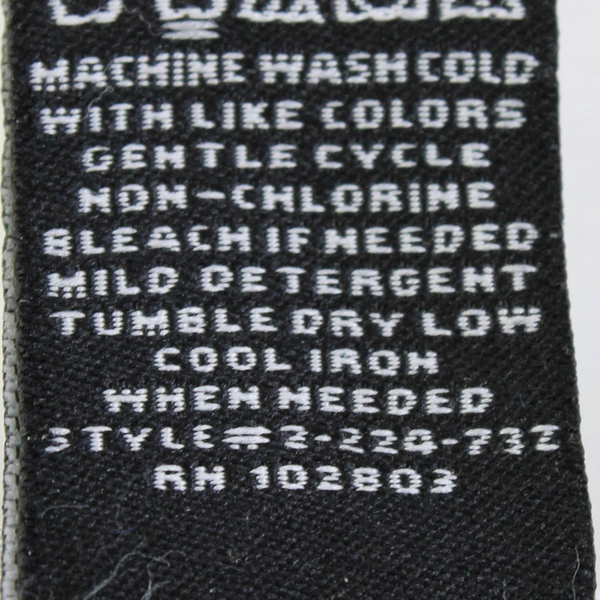 MACHINE WASH COLD
WITH LIKE COLORS
GENTLE CYCLE
NON-CHLORINE
BLEACH IF NEEDED
MILD DETERGENT
TUMBLE DRY LOW
COOL IRON
WHEN NEEDED
STYLE#2-224-732
RN 102803